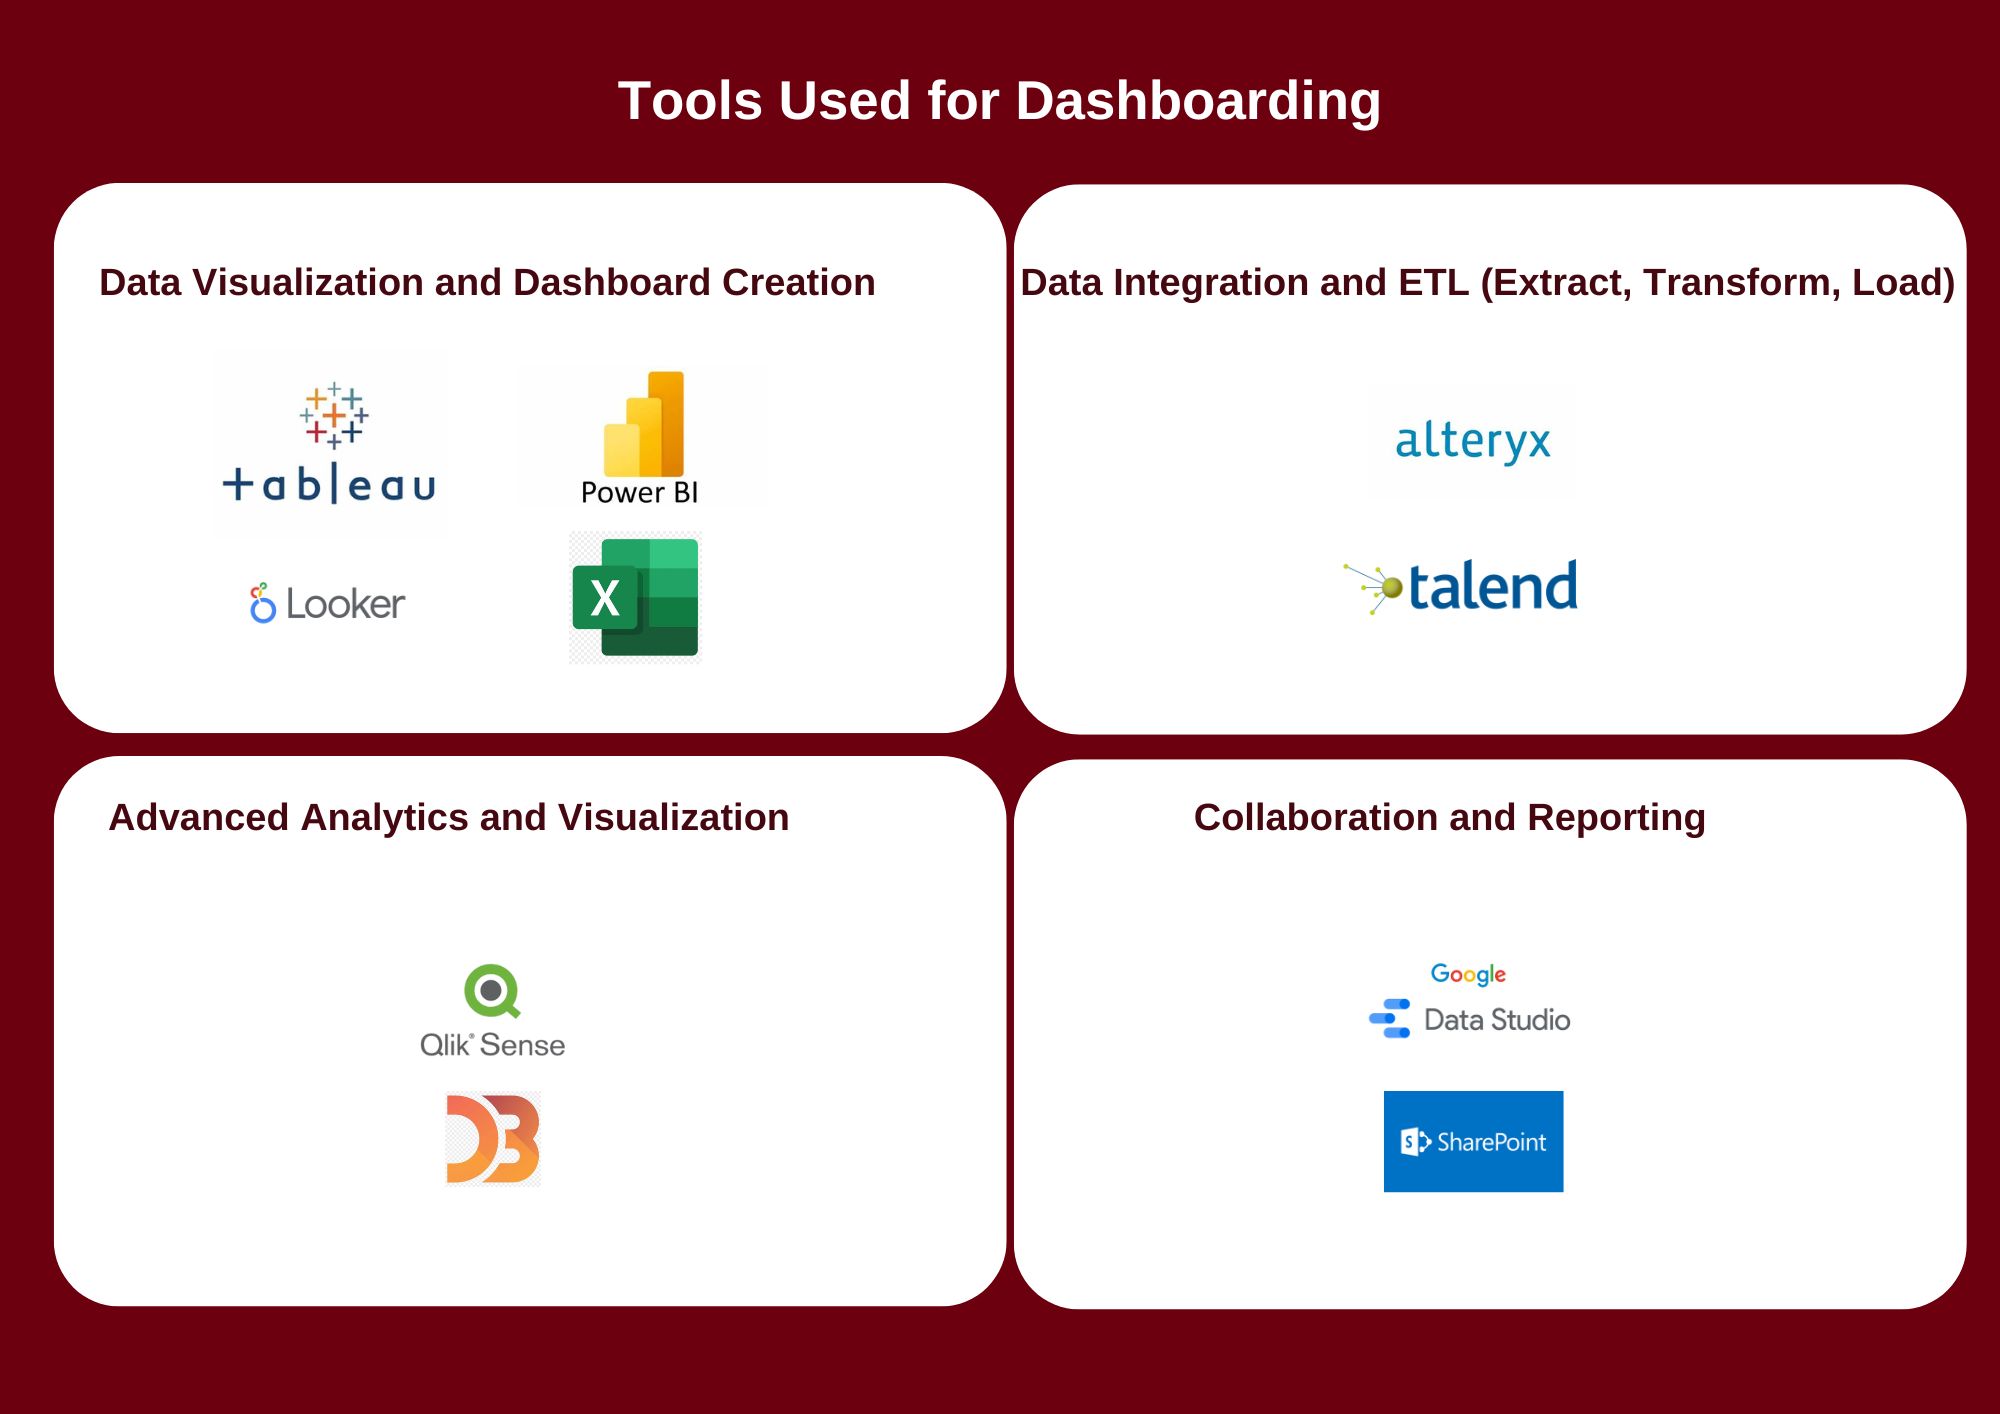 Tools Used for Dashboarding
Data Visualization and Dashboard Creation
+ableau
Power BI
Looker
X
Data Integration and ETL (Extract, Transform, Load)
alteryx
talend
Advanced Analytics and Visualization
Qlik® Sense
D3
Collaboration and Reporting
Google
Data Studio
S SharePoint